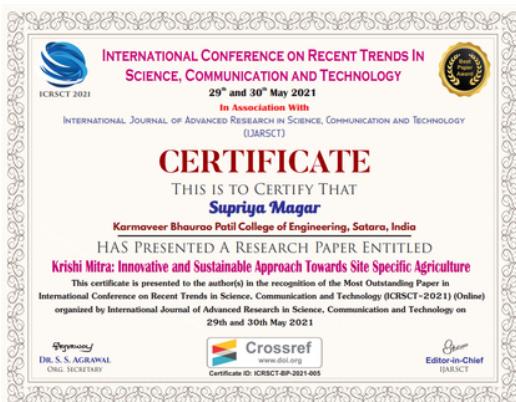 INTERNATIONAL CONFERENCE ON RECENT TRENDS IN
SCIENCE, COMMUNICATION AND TECHNOLOGY
ICRSCT 2021
Best
Paper
Award
29th and 30th May 2021
In Association With
INTERNATIONAL JOURNAL OF ADVANCED RESEARCH IN SCIENCE, COMMUNICATION AND TECHNOLOGY
(IJARSCT)
CERTIFICATE
THIS IS TO CERTIFY THAT
Supriya Magar
Karmaveer Bhaurao Patil College of Engineering, Satara, India
HAS PRESENTED A RESEARCH PAPER ENTITLED
Krishi Mitra: Innovative and Sustainable Approach Towards Site Specific Agriculture
This certificate is presented to the author(s) in the recognition of the Most Outstanding Paper in
International Conference on Recent Trends in Science, Communication and Technology (ICRSCT-2021) (Online)
organized by International Journal of Advanced Research in Science, Communication and Technology on
29th and 30th May 2021
DR. S. S. AGRAWAL
ORG. SECRETARY
Crossref
www.doi.org
Certificate ID: ICRSCT-BP-2021-005
Editor-in-Chief
IJARSCT